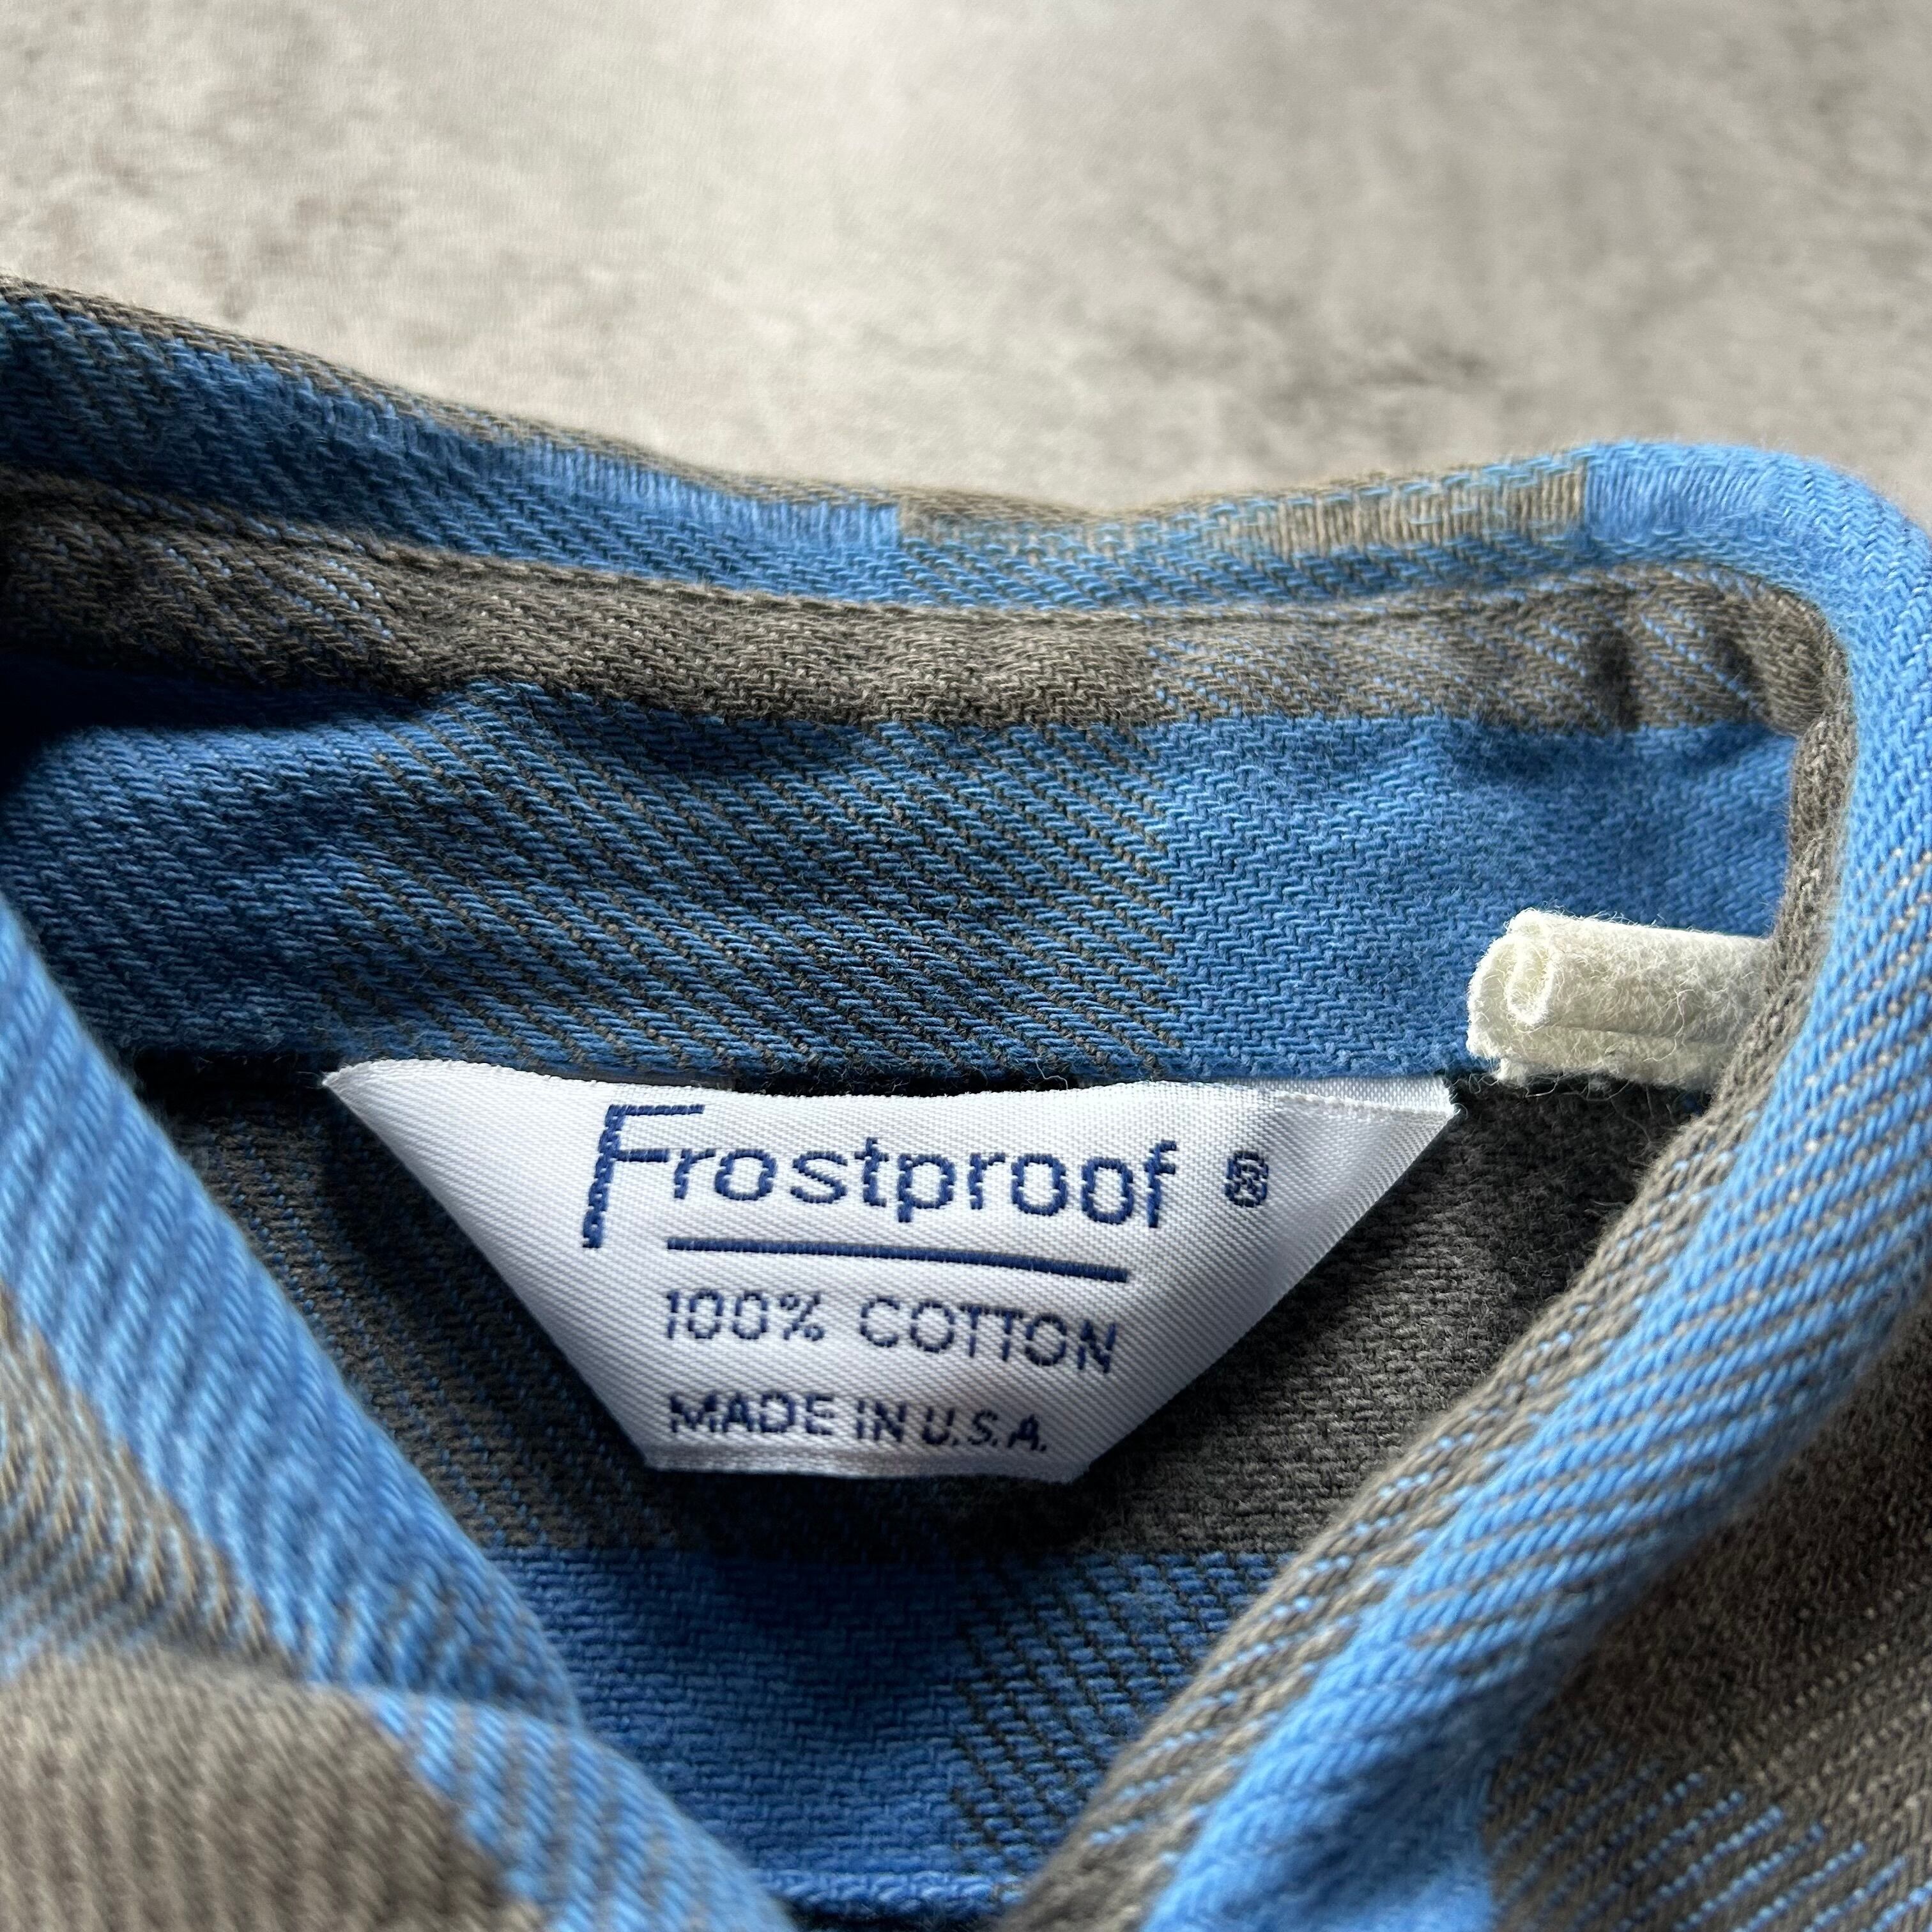 Frostproof ®
100% COTTON
MADE IN U.S.A.